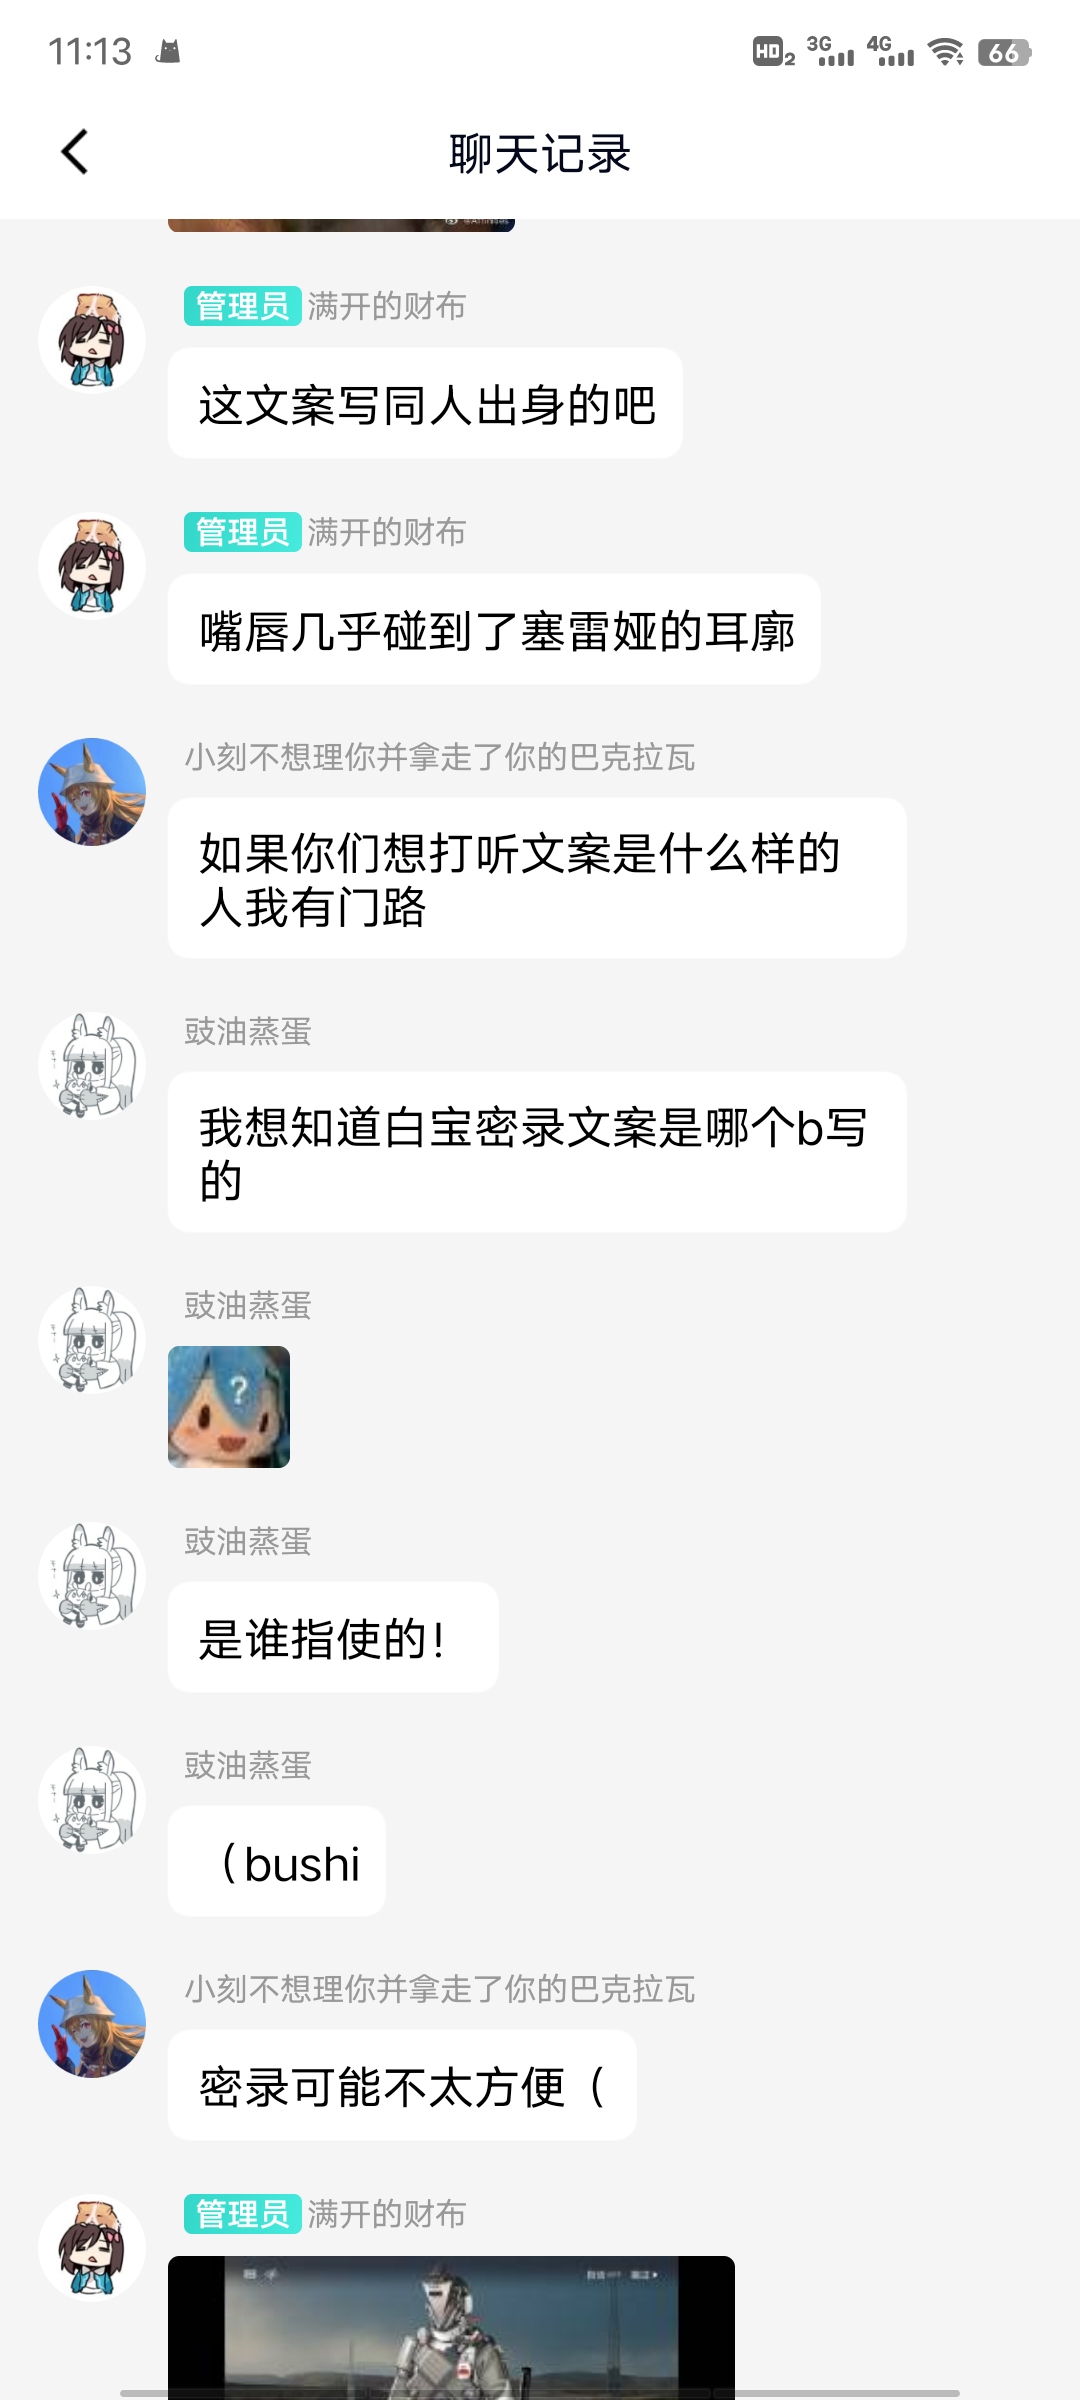 11:13
HD 2 3G 4G 66
聊天记录
管理员 满开的财布
这文案写同人出身的吧
管理员 满开的财布
嘴唇几乎碰到了塞雷娅的耳廓
小刻不想理你并拿走了你的巴克拉瓦
如果你们想打听文案是什么样的
人我有门路
豉油蒸蛋
我想知道白宝密录文案是哪个b写
的
豉油蒸蛋
?
豉油蒸蛋
是谁指使的!
豉油蒸蛋
（bushi
小刻不想理你并拿走了你的巴克拉瓦
密录可能不太方便（
管理员 满开的财布